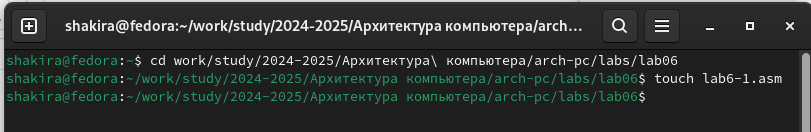 shakira@fedora:~/work/study/2024-2025/Архитектура компьютера/arch-pc...
shakira@fedora:~$ cd work/study/2024-2025/Архитектура\ компьютера/arch-pc/labs/lab06
shakira@fedora:~/work/study/2024-2025/Архитектура компьютера/arch-pc/labs/lab06$ touch lab6-1.asm
shakira@fedora:~/work/study/2024-2025/Архитектура компьютера/arch-pc/labs/lab06$